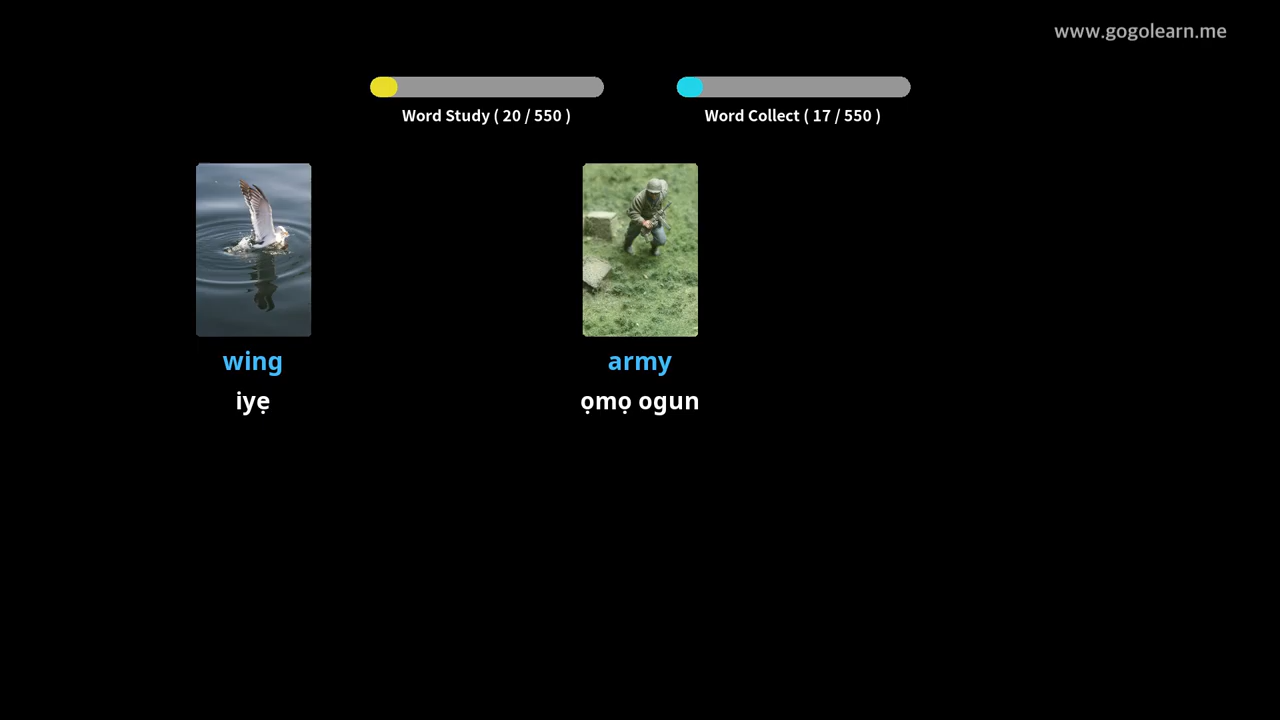 www.gogolearn.me
Word Study ( 20 / 550 )
Word Collect ( 17 / 550 )
wing
army
iyẹ
ọmọ ogun